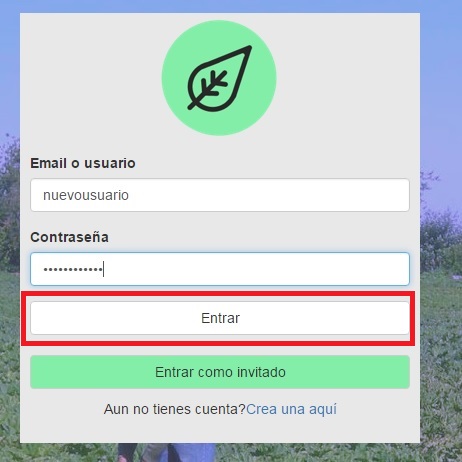 Email o usuario
nuevousuario
Contraseña
••••••••••••
Entrar
Entrar como invitado
Aun no tienes cuenta?Crea una aquí